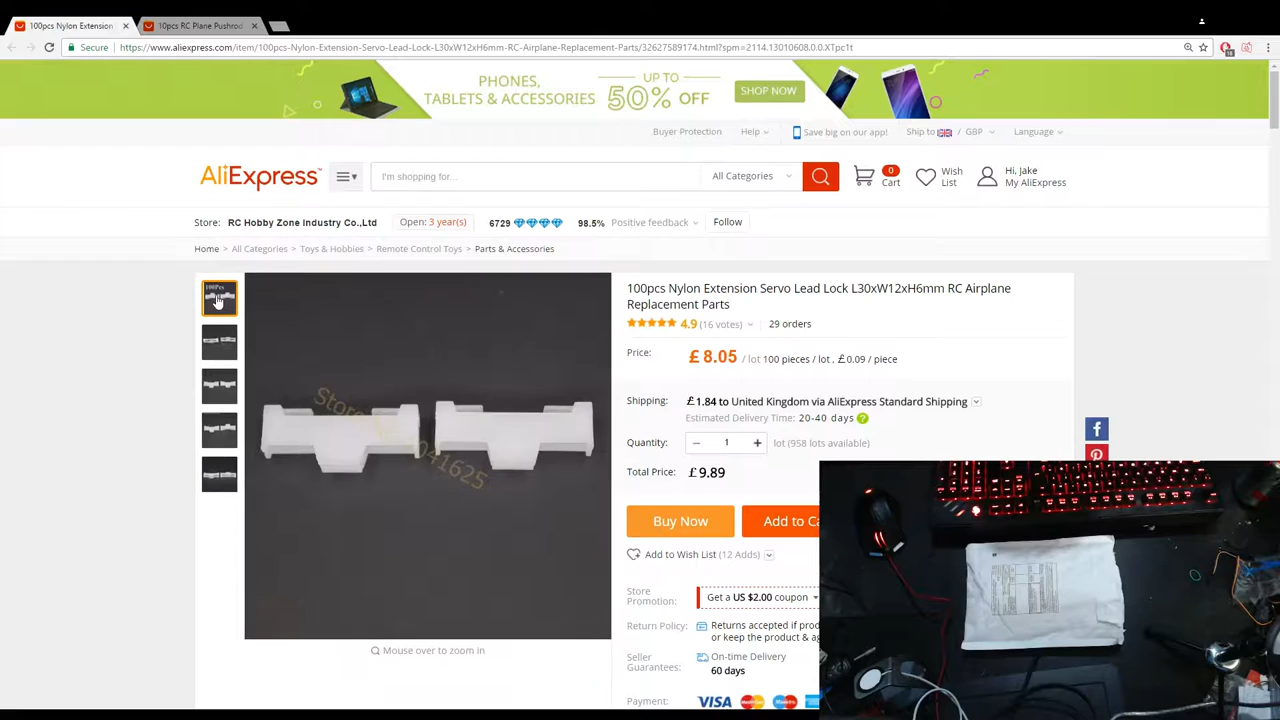 100pcs Nylon Extension
10pcs RC Plane Pushrod
Secure
https://www.aliexpress.com/item/100pcs-Nylon-Extension-Servo-Lead-Lock-L30xW12xH6mm-RC-Airplane-Replacement-Parts/32627589174.html?spm=2114.13010608.0.0.XTpc1t
PHONES,
TABLETS & ACCESSORIES
UP TO
50% OFF
SHOP NOW
Buyer Protection
Help
Save big on our app!
Ship to / GBP
Language
AliExpress™
I'm shopping for...
All Categories
0
Cart
Wish
List
Hi, Jake
My AliExpress
Store: RC Hobby Zone Industry Co.,Ltd
Open: 3 year(s)
6729
98.5% Positive feedback
Follow
Home > All Categories > Toys & Hobbies > Remote Control Toys > Parts & Accessories
100Pcs
100pcs Nylon Extension Servo Lead Lock L30xW12xH6mm RC Airplane
Replacement Parts
4.9 (16 votes)
29 orders
Price: £ 8.05 / lot 100 pieces / lot , £ 0.09 / piece
Shipping: £ 1.84 to United Kingdom via AliExpress Standard Shipping
Estimated Delivery Time: 20-40 days ?
Quantity: − 1 + lot (958 lots available)
Total Price: £ 9.89
Buy Now
Add to Ca
Add to Wish List (12 Adds)
Store
Promotion:
Get a US $2.00 coupon
Return Policy:
Returns accepted if prod
or keep the product & ag
Seller
Guarantees:
On-time Delivery
60 days
Payment:
VISA
Mouse over to zoom in